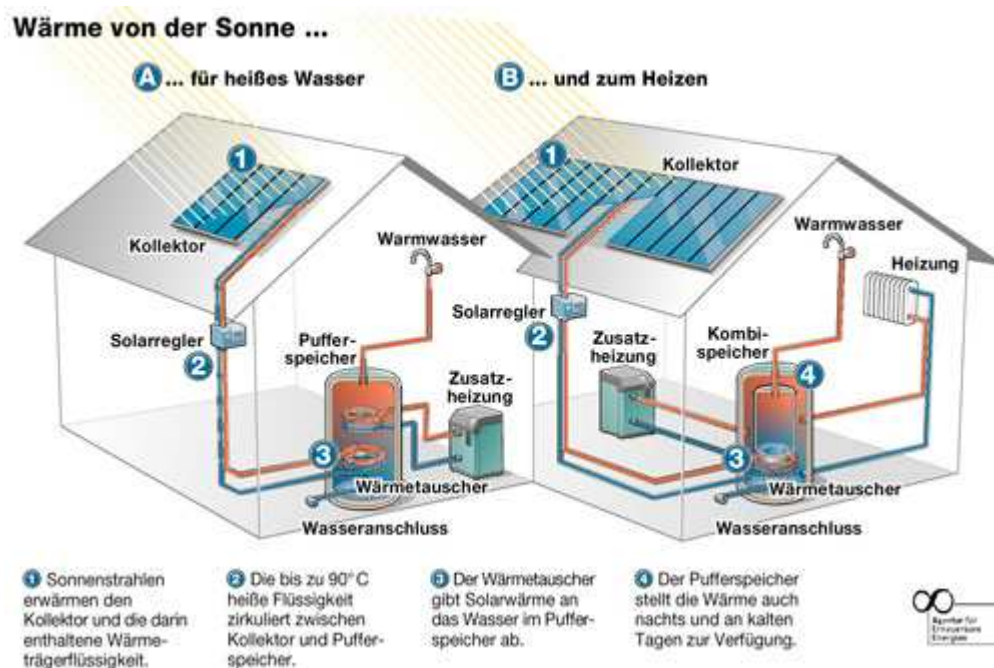 Wärme von der Sonne ...
A ... für heißes Wasser
B ... und zum Heizen
1
Kollektor
Warmwasser
Solarregler
2
Puffer-
speicher
Zusatz-
heizung
3
Wärmetauscher
Wasseranschluss
1
Kollektor
Warmwasser
Heizung
Solarregler
2
Zusatz-
heizung
Kombi-
speicher
4
3
Wärmetauscher
Wasseranschluss
1 Sonnenstrahlen
erwärmen den
Kollektor und die darin
enthaltene Wärme-
trägerflüssigkeit.
2 Die bis zu 90° C
heiße Flüssigkeit
zirkuliert zwischen
Kollektor und Puffer-
speicher.
3 Der Wärmetauscher
gibt Solarwärme an
das Wasser im Puffer-
speicher ab.
4 Der Pufferspeicher
stellt die Wärme auch
nachts und an kalten
Tagen zur Verfügung.
Agentur für
Erneuerbare
Energien